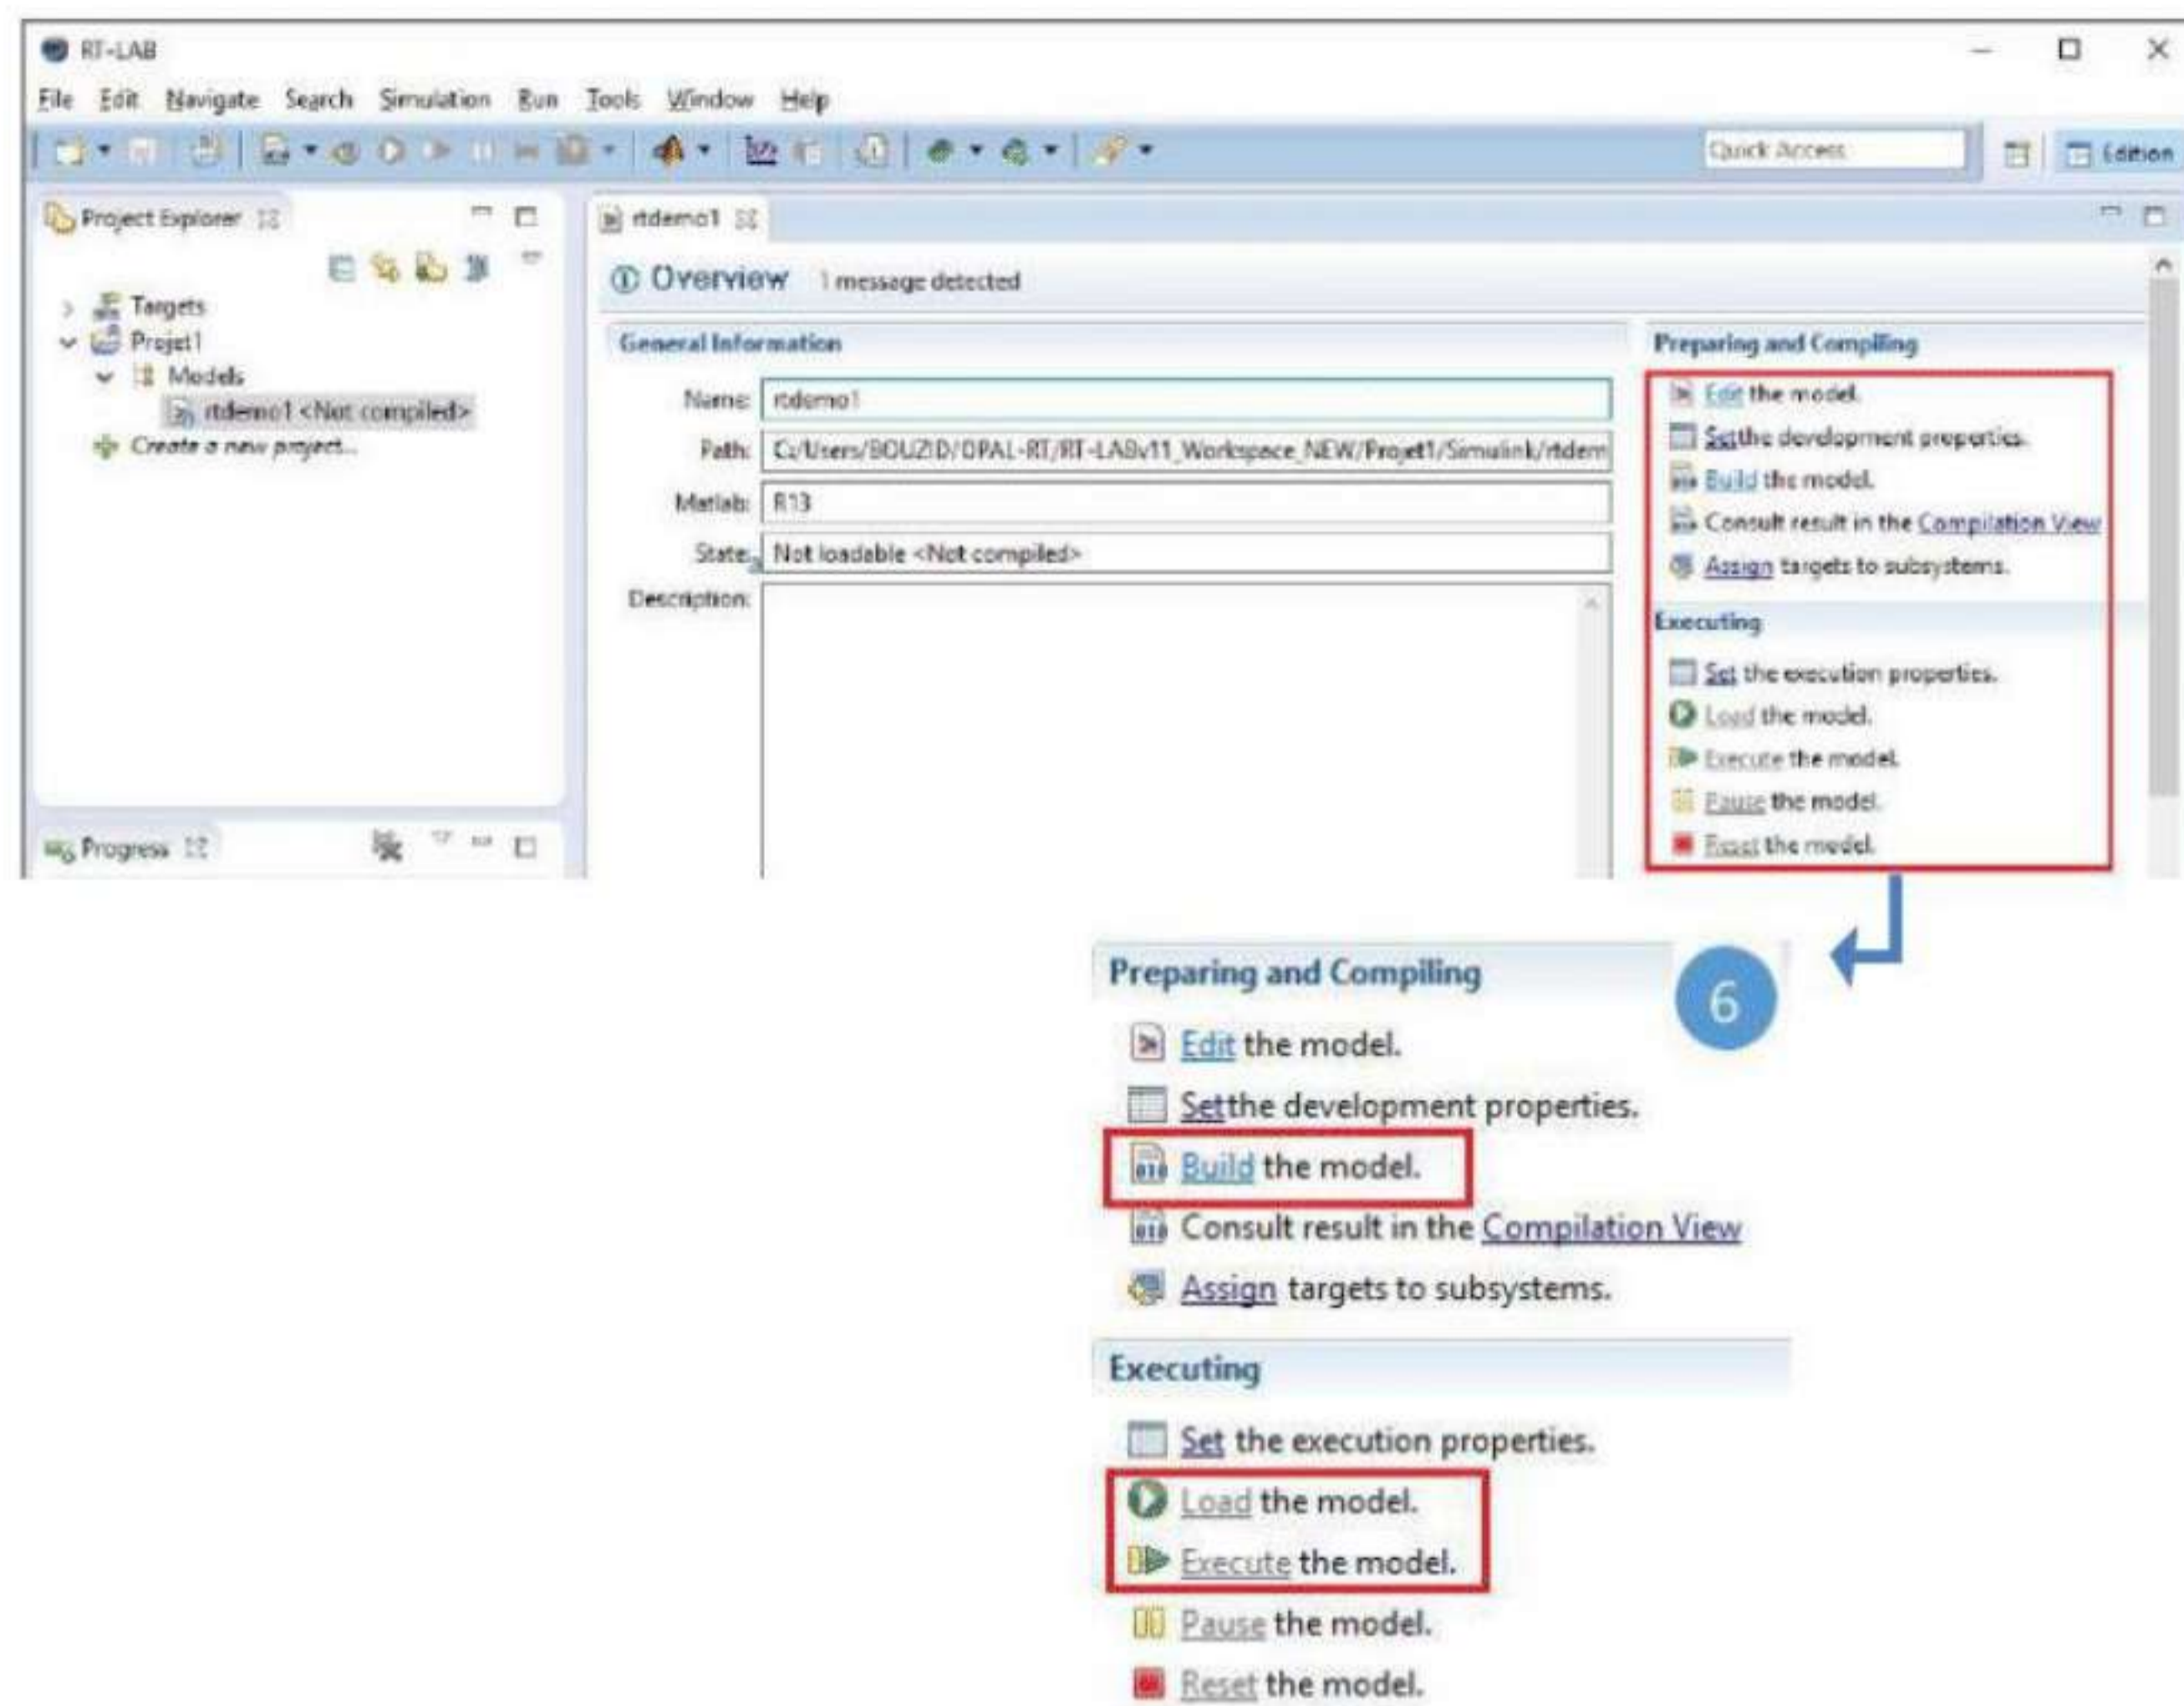 RT-LAB
File Edit Navigate Search Simulation Run Tools Window Help
Quick Access
Edition
Project Explorer
Targets
Projet1
Models
rtdemo1 <Not compiled>
Create a new project...
Progress
rtdemo1
Overview 1 message detected
General Information
Name: rtdemo1
Path: C:/Users/BOUZID/OPAL-RT/RT-LABv11_Workspace_NEW/Projet1/Simulink/rtdem
Matlab: R13
State: Not loadable <Not compiled>
Description:
Preparing and Compiling
Edit the model.
Setthe development properties.
Build the model.
Consult result in the Compilation View
Assign targets to subsystems.
Executing
Set the execution properties.
Load the model.
Execute the model.
Pause the model.
Reset the model.
6
Preparing and Compiling
Edit the model.
Setthe development properties.
Build the model.
Consult result in the Compilation View
Assign targets to subsystems.
Executing
Set the execution properties.
Load the model.
Execute the model.
Pause the model.
Reset the model.